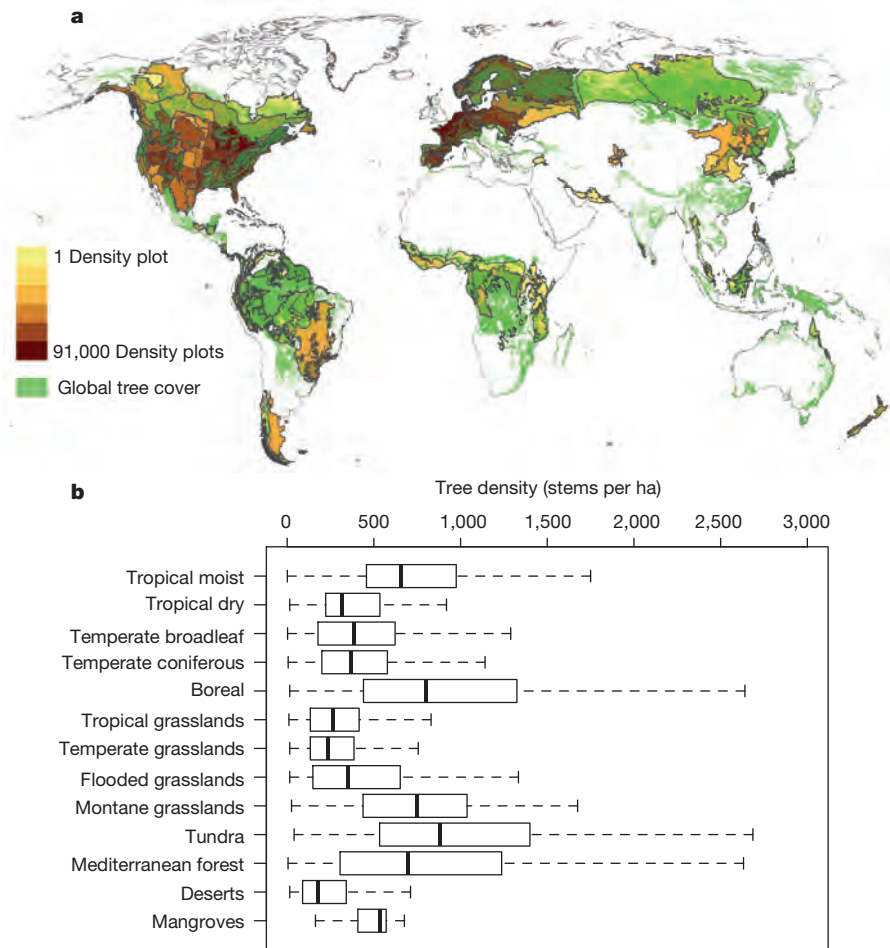 a
1 Density plot
91,000 Density plots
Global tree cover
b
Tree density (stems per ha)
0 500 1,000 1,500 2,000 2,500 3,000
Tropical moist
Tropical dry
Temperate broadleaf
Temperate coniferous
Boreal
Tropical grasslands
Temperate grasslands
Flooded grasslands
Montane grasslands
Tundra
Mediterranean forest
Deserts
Mangroves